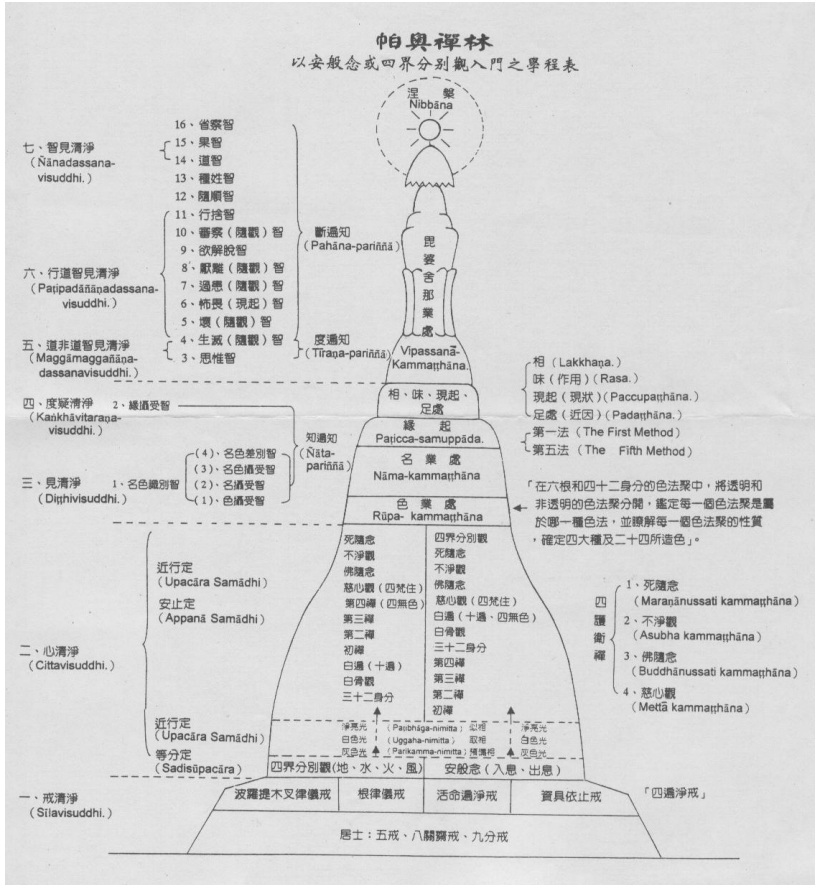 帕奧禪林
以安般念或四界分別觀入門之學程表
涅槃
Nibbāna
七、智見清淨
(Ñānadassana-
visuddhi.)
六、行道智見清淨
(Paṭipadāñāṇadassana-
visuddhi.)
五、道非道智見清淨
(Maggāmaggañāṇa-
dassanavisuddhi.)
四、度疑清淨
(Kaṅkhāvitaraṇa-
visuddhi.)
三、見清淨
(Diṭṭhivisuddhi.)
二、心清淨
(Cittavisuddhi.)
一、戒清淨
(Sīlavisuddhi.)
16、省察智
15、果智
14、道智
13、種姓智
12、隨順智
11、行捨智
10、審察(隨觀)智
9、欲解脫智
8、厭離(隨觀)智
7、過患(隨觀)智
6、怖畏(現起)智
5、壞(隨觀)智
4、生滅(隨觀)智
3、思惟智
2、緣攝受智
1、名色識別智
(4)、名色差別智
(3)、名色攝受智
(2)、名攝受智
(1)、色攝受智
斷遍知
(Pahāna-pariññā)
度遍知
(Tīraṇa-pariññā)
知遍知
(Ñāta-
pariññā)
毘婆舍那業處
Vipassanā-
Kammaṭṭhāna.
相、味、現起、
足處
緣 起
Paṭicca-samuppāda.
名 業 處
Nāma-kammaṭṭhāna
色 業 處
Rūpa- kammaṭṭhāna
相 (Lakkhaṇa.)
味 (作用) (Rasa.)
現起 (現狀) (Paccupaṭṭhāna.)
足處 (近因) (Padaṭṭhāna.)
第一法 (The First Method)
第五法 (The Fifth Method)
「在六根和四十二身分的色法聚中,將透明和
非透明的色法聚分開,鑑定每一個色法聚是屬
於哪一種色法,並瞭解每一個色法聚的性質
,確定四大種及二十四所造色」。
近行定
(Upacāra Samādhi)
安止定
(Appanā Samādhi)
近行定
(Upacāra Samādhi)
等分定
(Sadisūpacāra)
死隨念
不淨觀
佛隨念
慈心觀 (四梵住)
第四禪 (四無色)
第三禪
第二禪
初禪
白遍 (十遍)
白骨觀
三十二身分
四界分別觀
死隨念
不淨觀
佛隨念
慈心觀 (四梵住)
白遍 (十遍、四無色)
白骨觀
三十二身分
第四禪
第三禪
第二禪
初禪
淨亮光 (Paṭibhāga-nimitta) 似相 淨亮光
白色光 (Uggaha-nimitta) 取相 白色光
灰色光 (Parikamma-nimitta) 預備相 灰色光
四界分別觀(地、水、火、風) 安般念 (入息、出息)
四護衛禪
1、死隨念
(Maraṇānussati kammaṭṭhāna)
2、不淨觀
(Asubha kammaṭṭhāna)
3、佛隨念
(Buddhānussati kammaṭṭhāna)
4、慈心觀
(Mettā kammaṭṭhāna)
波羅提木叉律儀戒 根律儀戒 活命遍淨戒 資具依止戒 「四遍淨戒」
居士:五戒、八關齋戒、九分戒